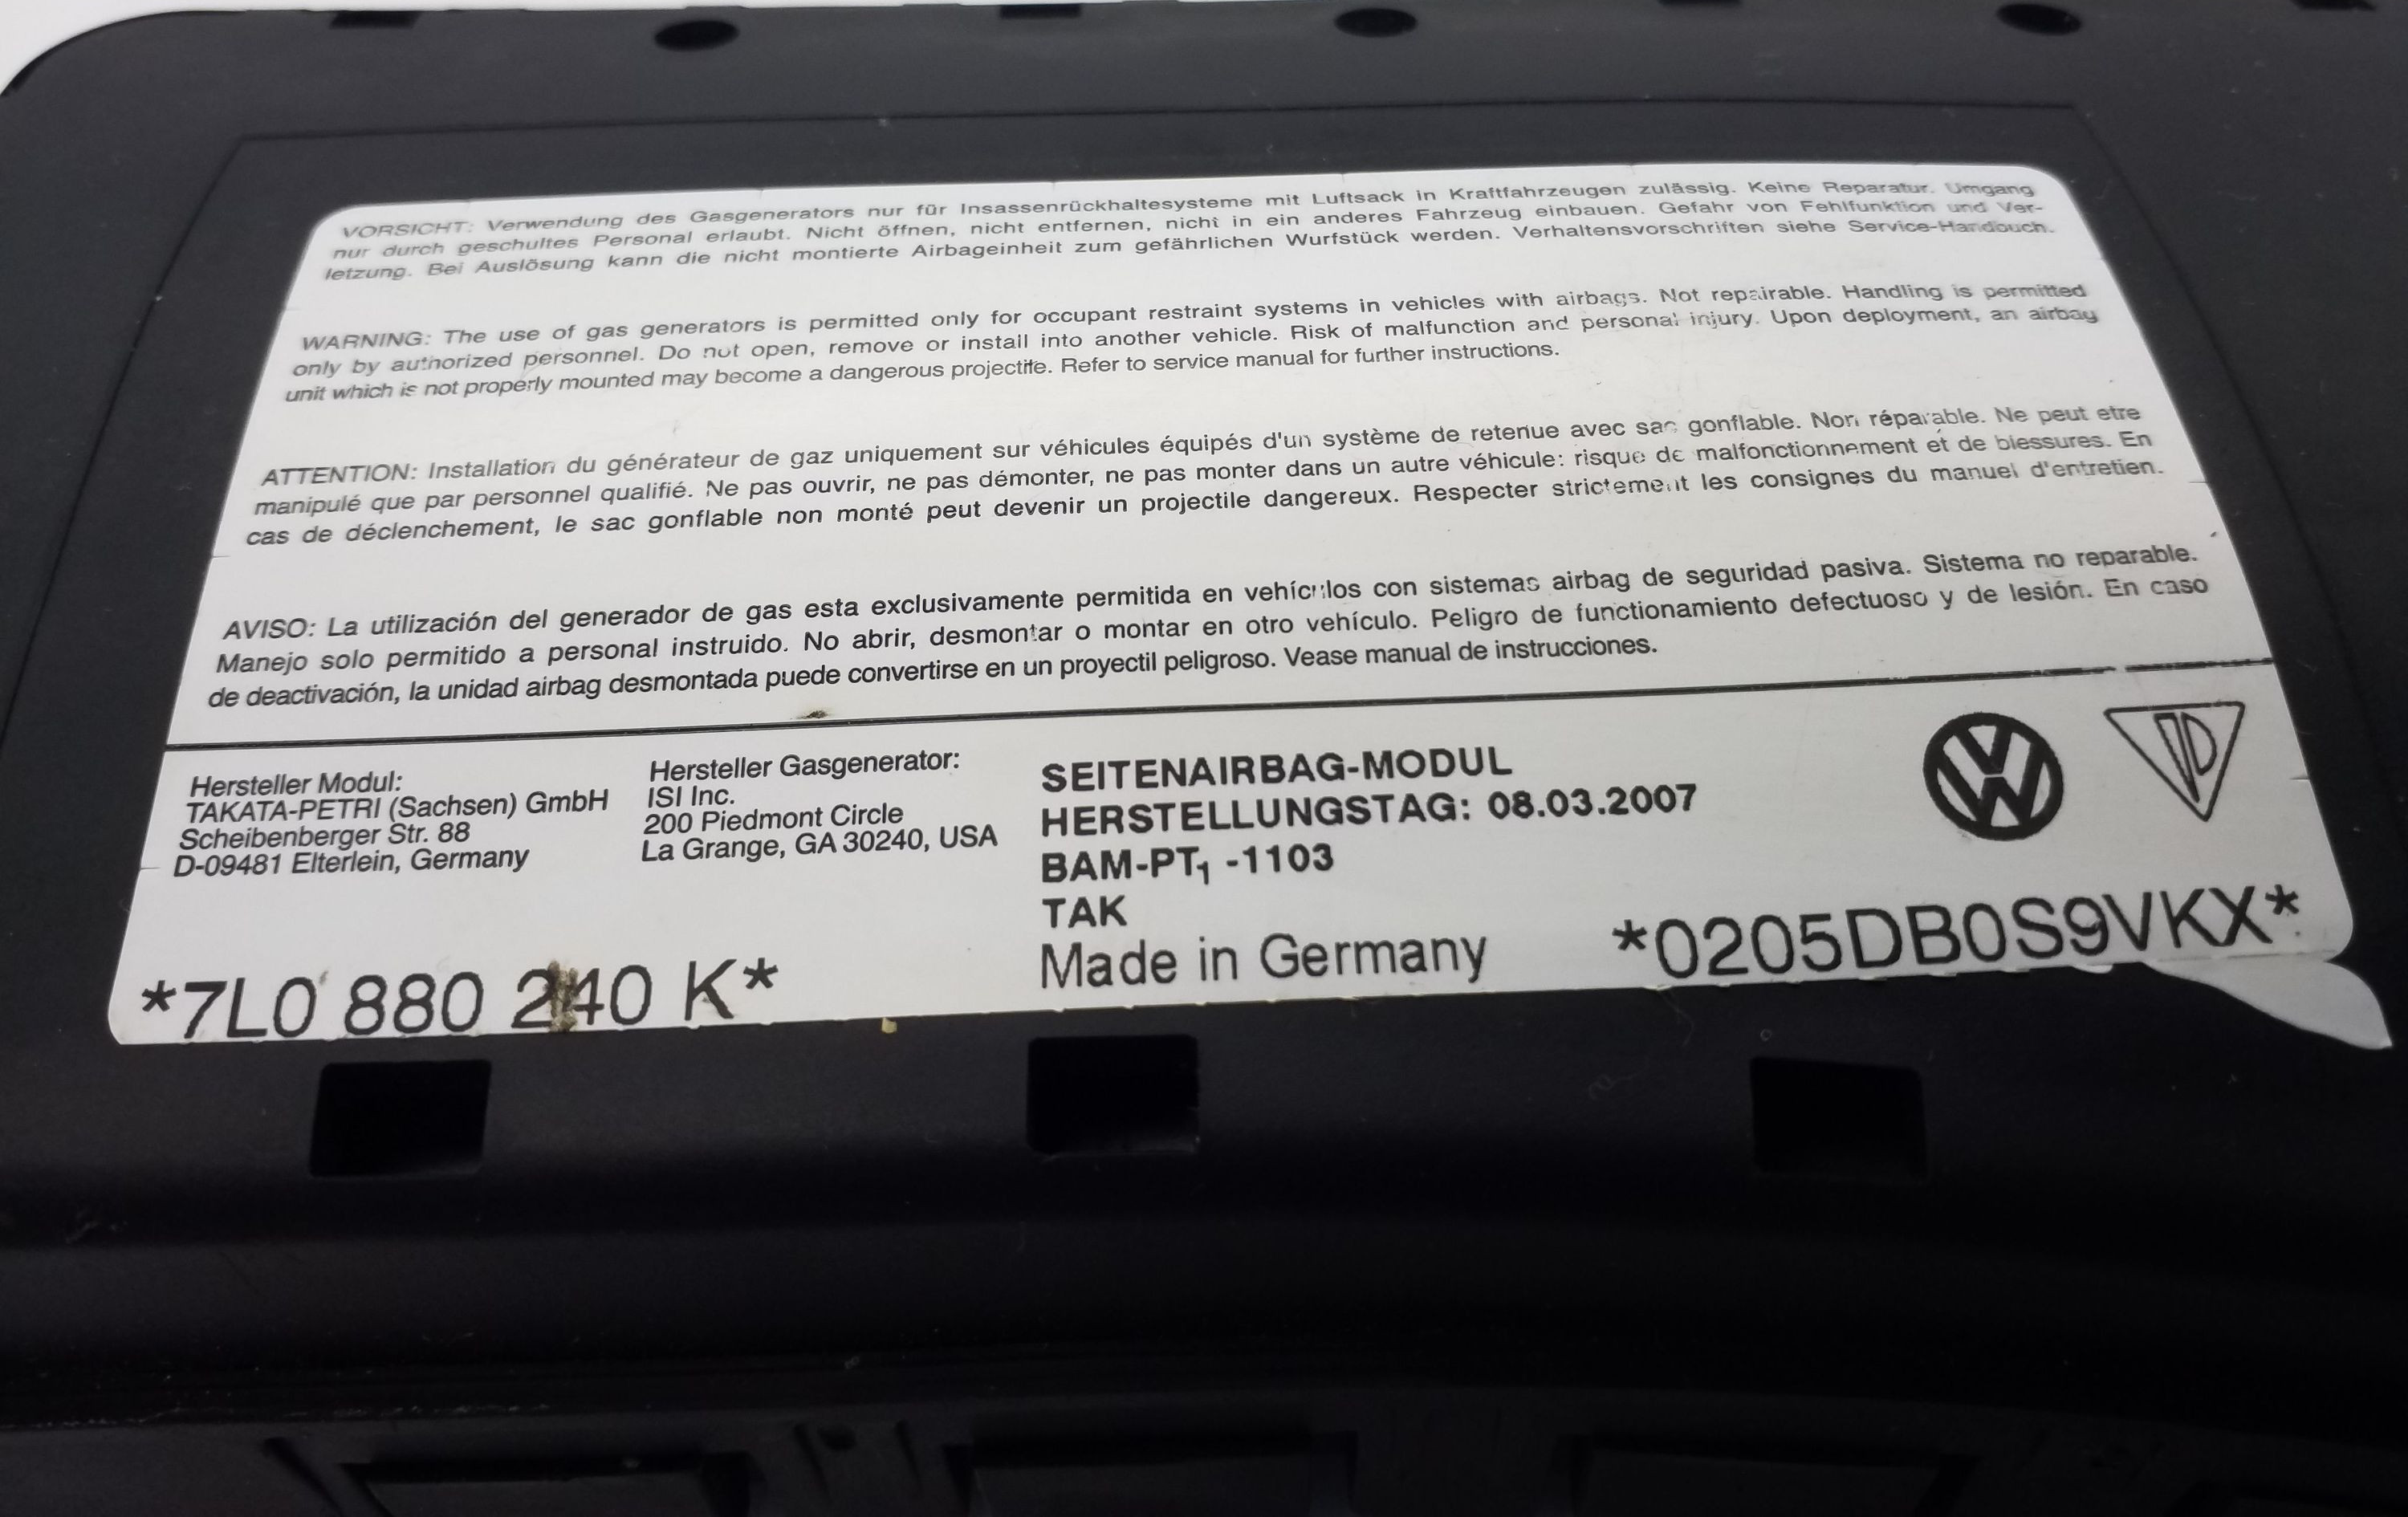 VORSICHT: Verwendung des Gasgenerators nur für Insassenrückhaltesysteme mit Luftsack in Kraftfahrzeugen zulässig. Keine Reparatur. Umgang
nur durch geschultes Personal erlaubt. Nicht öffnen, nicht entfernen, nicht in ein anderes Fahrzeug einbauen. Gefahr von Fehlfunktion und Ver-
letzung. Bei Auslösung kann die nicht montierte Airbageinheit zum gefährlichen Wurfstück werden. Verhaltensvorschriften siehe Service-Handbuch.
WARNING: The use of gas generators is permitted only for occupant restraint systems in vehicles with airbags. Not repairable. Handling is permitted
only by authorized personnel. Do not open, remove or install into another vehicle. Risk of malfunction and personal injury. Upon deployment, an airbag
unit which is not properly mounted may become a dangerous projectile. Refer to service manual for further instructions.
ATTENTION: Installation du générateur de gaz uniquement sur véhicules équipés d'un système de retenue avec sac gonflable. Non réparable. Ne peut etre
manipulé que par personnel qualifié. Ne pas ouvrir, ne pas démonter, ne pas monter dans un autre véhicule: risque de malfonctionnement et de blessures. En
cas de déclenchement, le sac gonflable non monté peut devenir un projectile dangereux. Respecter strictement les consignes du manuel d'entretien.
AVISO: La utilización del generador de gas esta exclusivamente permitida en vehículos con sistemas airbag de seguridad pasiva. Sistema no reparable.
Manejo solo permitido a personal instruido. No abrir, desmontar o montar en otro vehículo. Peligro de functionamiento defectuoso y de lesión. En caso
de deactivación, la unidad airbag desmontada puede convertirse en un proyectil peligroso. Vease manual de instrucciones.
Hersteller Modul:
TAKATA-PETRI (Sachsen) GmbH
Scheibenberger Str. 88
D-09481 Elterlein, Germany
Hersteller Gasgenerator:
ISI Inc.
200 Piedmont Circle
La Grange, GA 30240, USA
SEITENAIRBAG-MODUL
HERSTELLUNGSTAG: 08.03.2007
BAM-PT₁ -1103
TAK
Made in Germany
*7L0 880 240 K*
*0205DB0S9VKX*